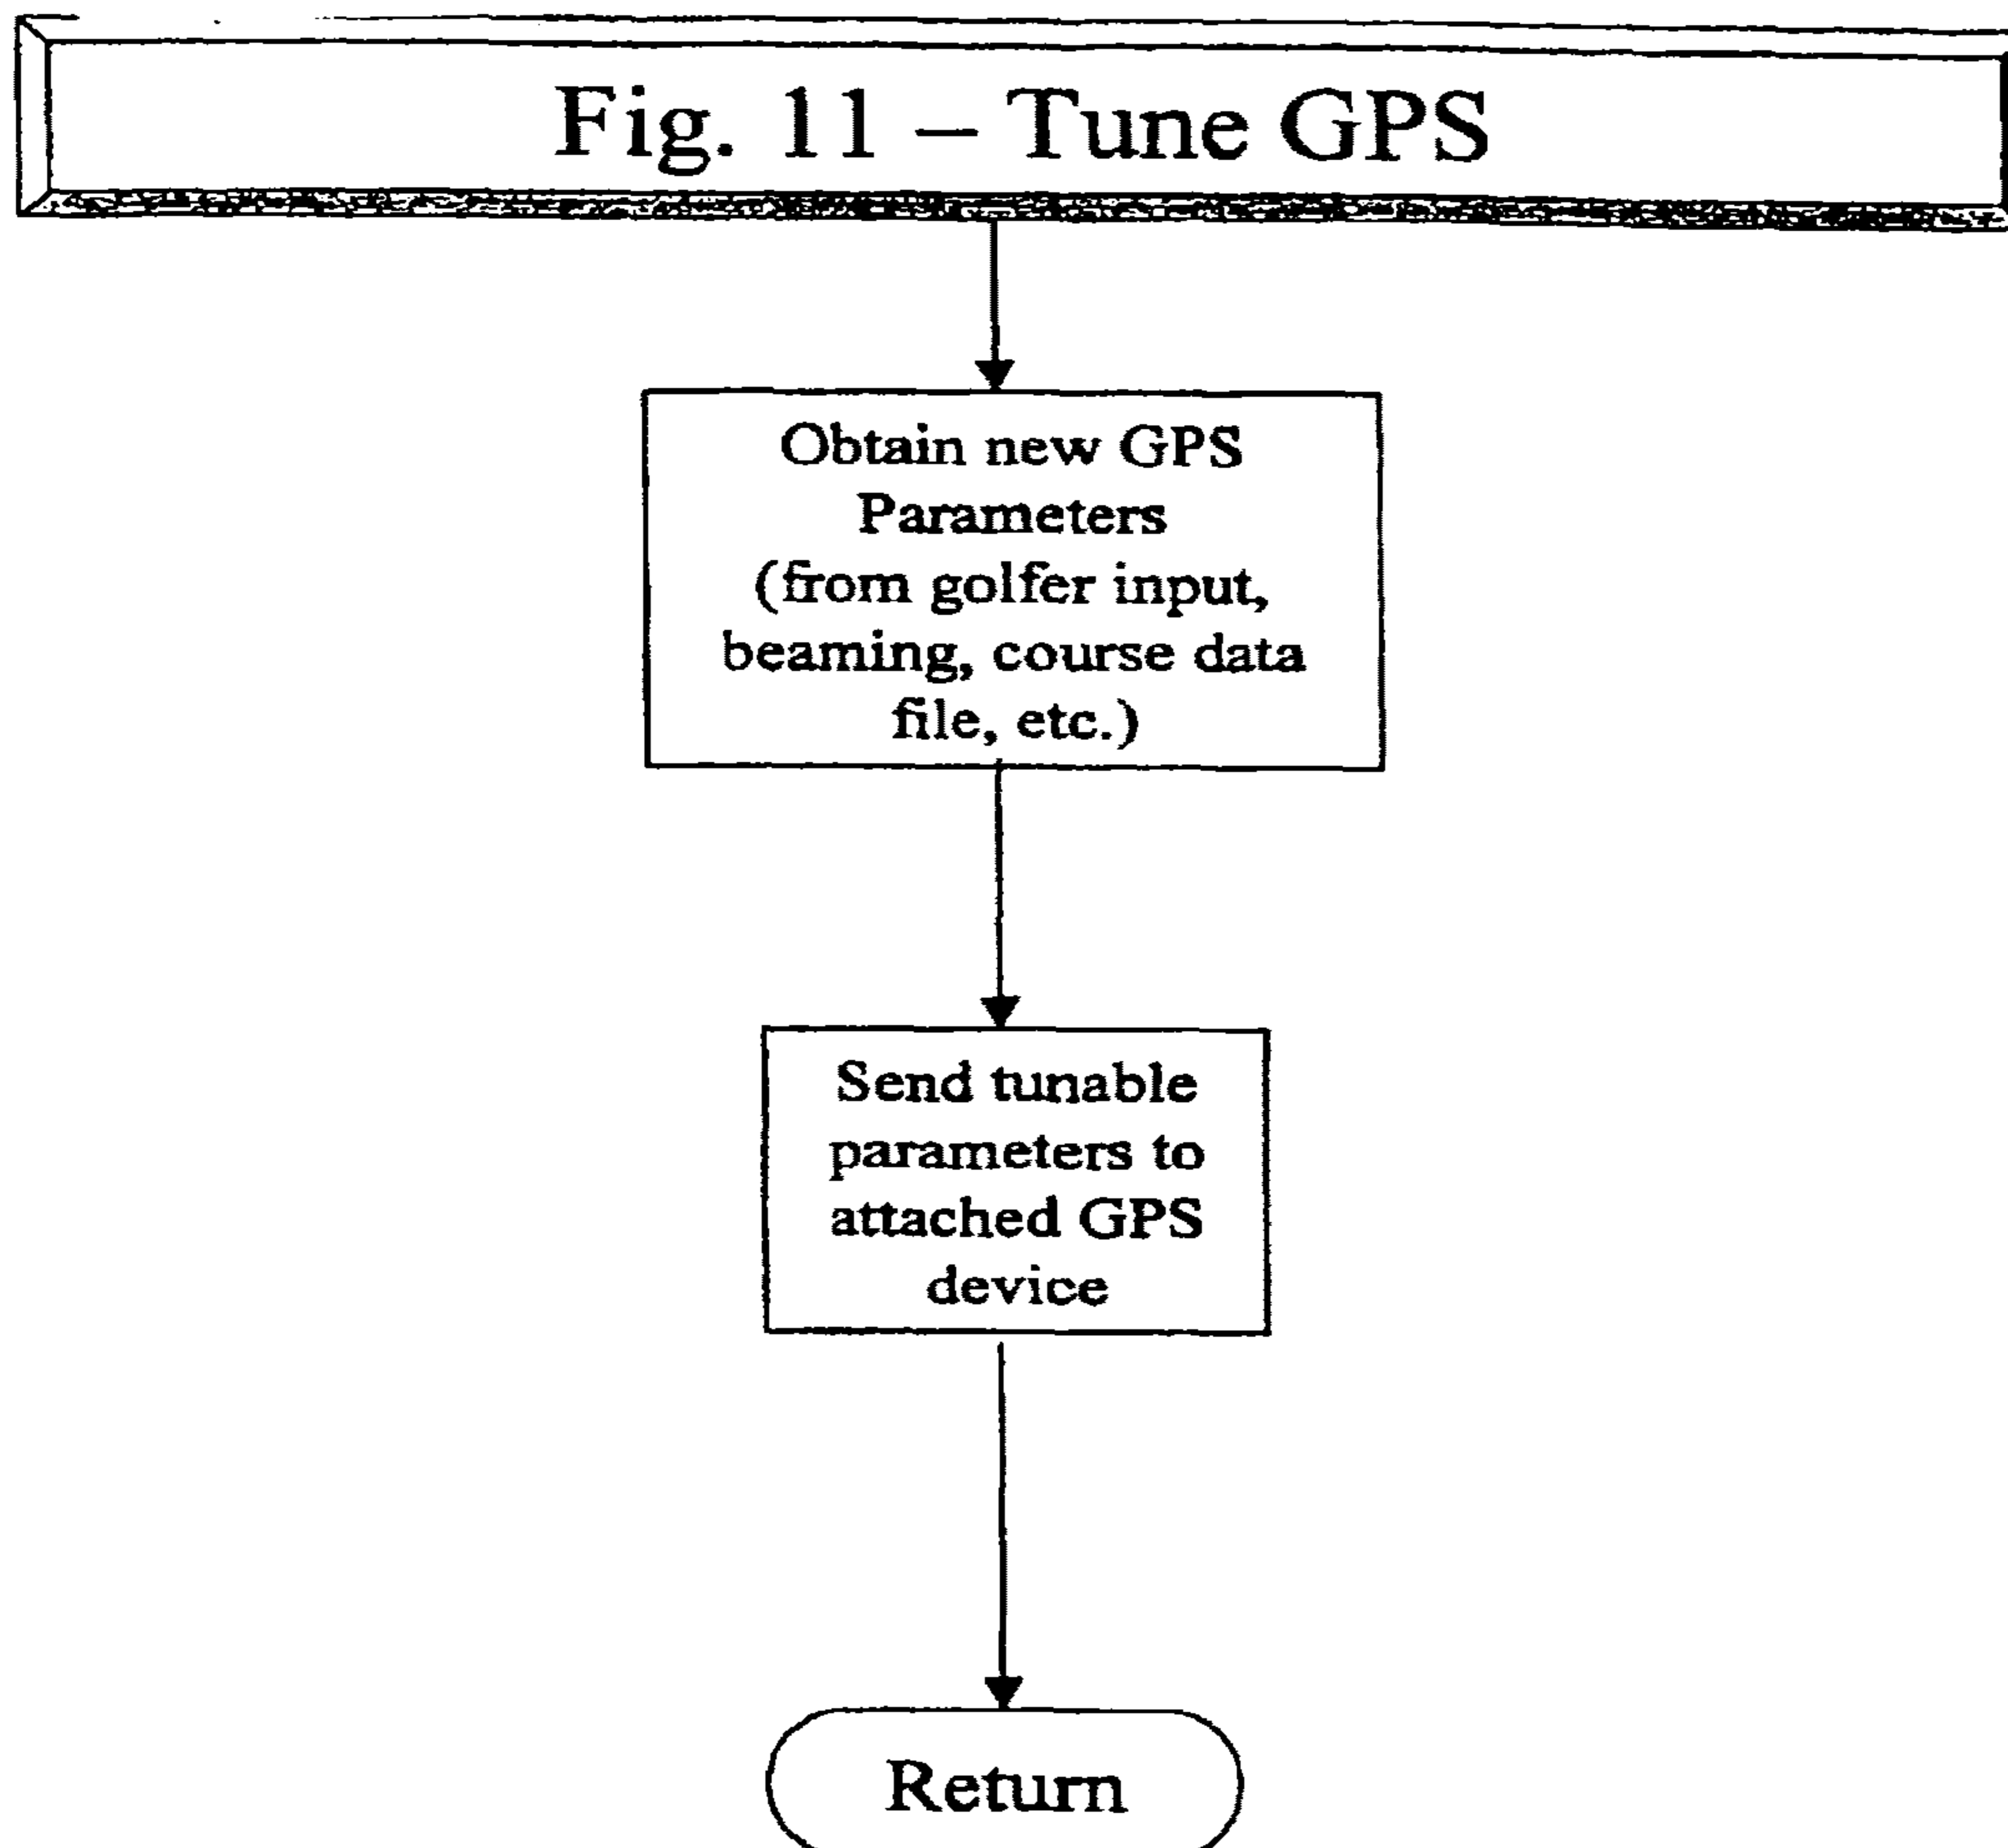 Fig. 11 – Tune GPS
Obtain new GPS
Parameters
(from golfer input,
beaming, course data
file, etc.)
Send tunable
parameters to
attached GPS
device
Return